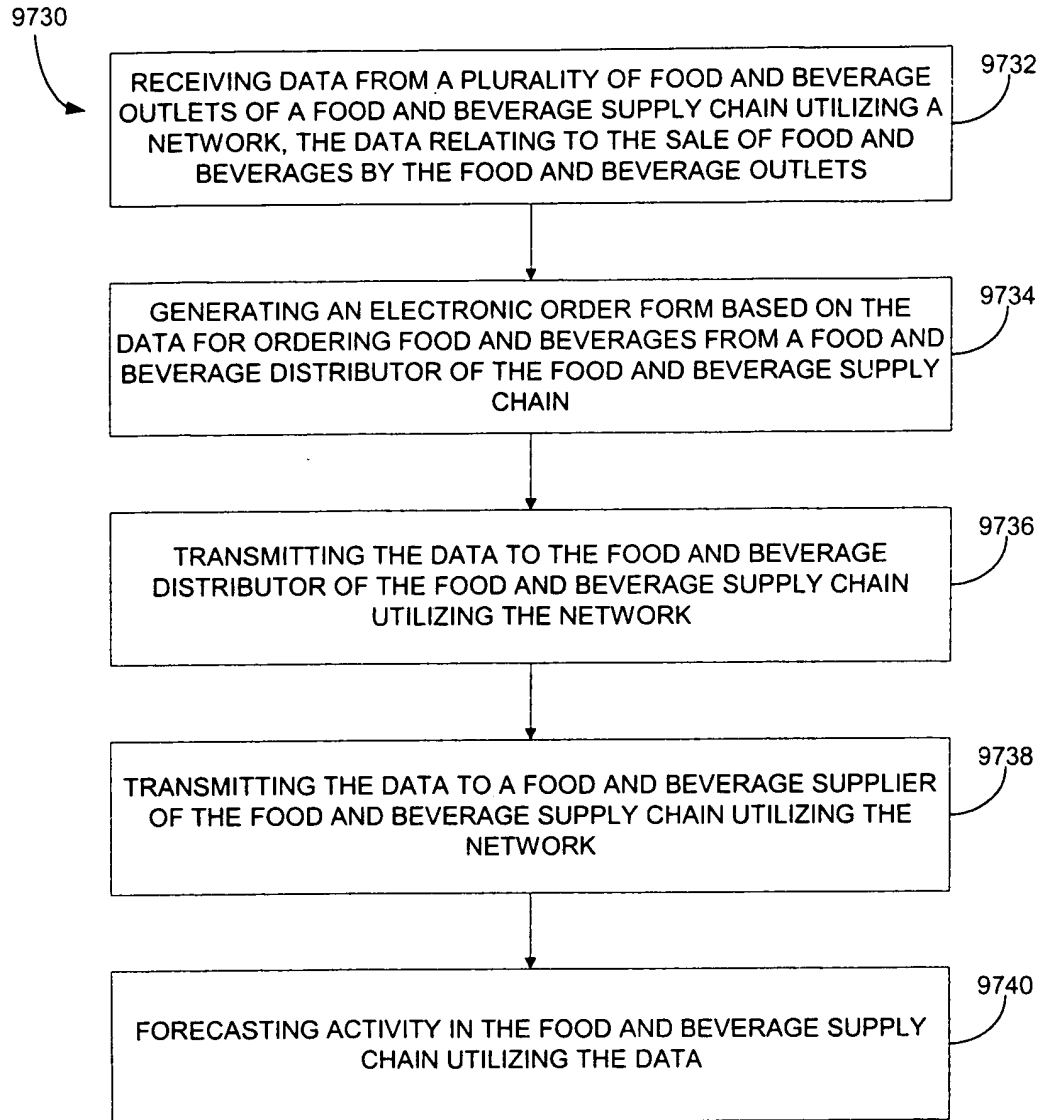 9730
RECEIVING DATA FROM A PLURALITY OF FOOD AND BEVERAGE
OUTLETS OF A FOOD AND BEVERAGE SUPPLY CHAIN UTILIZING A
NETWORK, THE DATA RELATING TO THE SALE OF FOOD AND
BEVERAGES BY THE FOOD AND BEVERAGE OUTLETS
9732
GENERATING AN ELECTRONIC ORDER FORM BASED ON THE
DATA FOR ORDERING FOOD AND BEVERAGES FROM A FOOD AND
BEVERAGE DISTRIBUTOR OF THE FOOD AND BEVERAGE SUPPLY
CHAIN
9734
TRANSMITTING THE DATA TO THE FOOD AND BEVERAGE
DISTRIBUTOR OF THE FOOD AND BEVERAGE SUPPLY CHAIN
UTILIZING THE NETWORK
9736
TRANSMITTING THE DATA TO A FOOD AND BEVERAGE SUPPLIER
OF THE FOOD AND BEVERAGE SUPPLY CHAIN UTILIZING THE
NETWORK
9738
FORECASTING ACTIVITY IN THE FOOD AND BEVERAGE SUPPLY
CHAIN UTILIZING THE DATA
9740